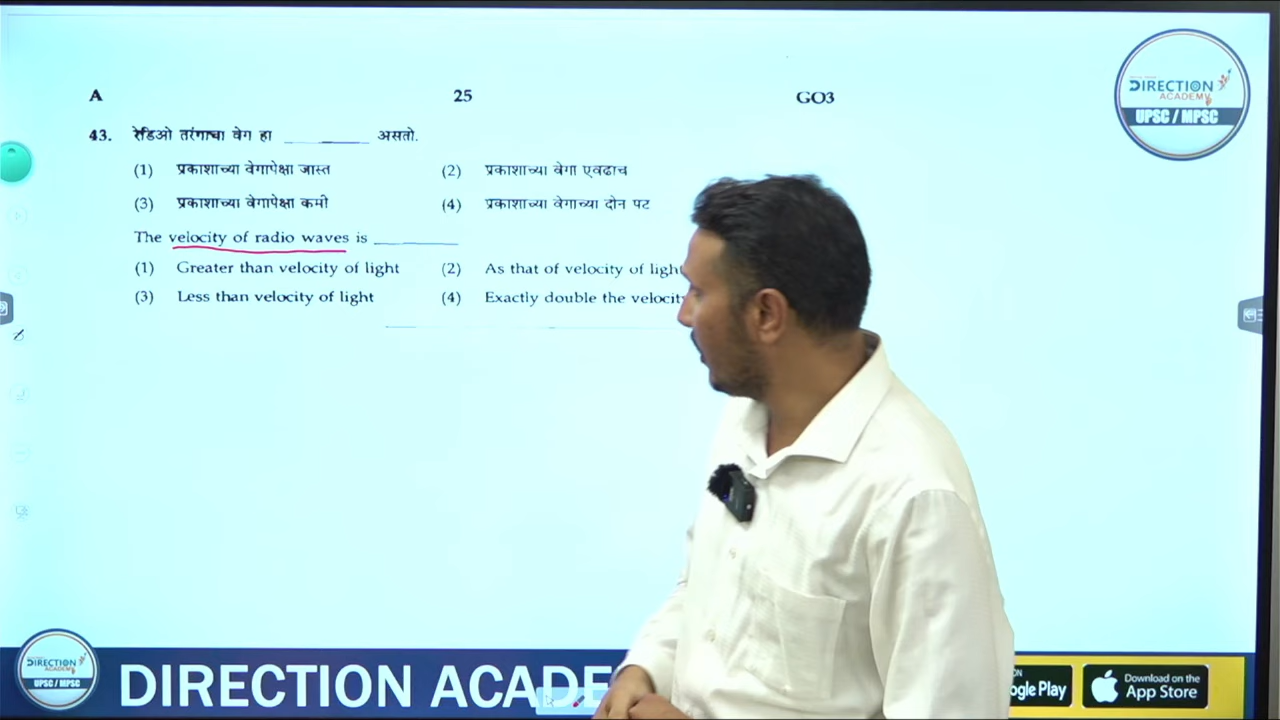 DIRECTION
ACADEMY
UPSC / MPSC
A 25 GO3
43. रेडिओ तरंगाचा वेग हा ________ असतो.
(1) प्रकाशाच्या वेगापेक्षा जास्त (2) प्रकाशाच्या वेगा एवढाच
(3) प्रकाशाच्या वेगापेक्षा कमी (4) प्रकाशाच्या वेगाच्या दोन पट
The velocity of radio waves is ________
(1) Greater than velocity of light (2) As that of velocity of light
(3) Less than velocity of light (4) Exactly double the velocity
DIRECTION
ACADEMY
UPSC / MPSC
DIRECTION ACADE
ON
ogle Play
Download on the
App Store